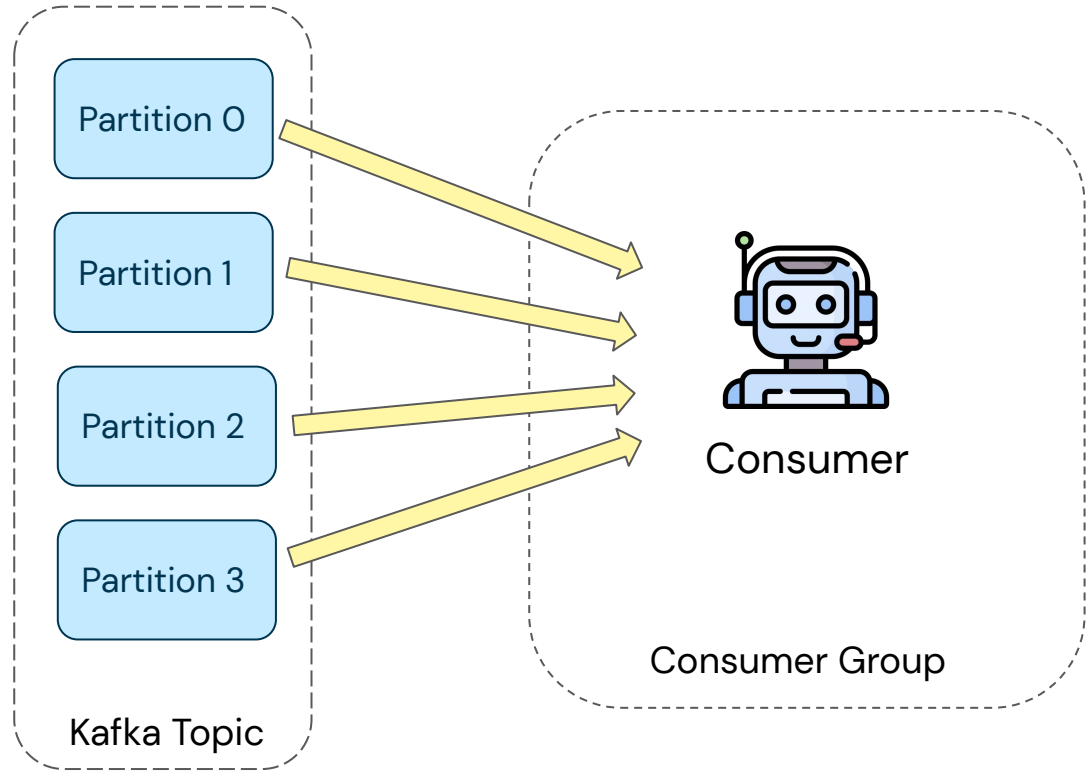 Partition 0
Partition 1
Partition 2
Partition 3
Kafka Topic
Consumer
Consumer Group